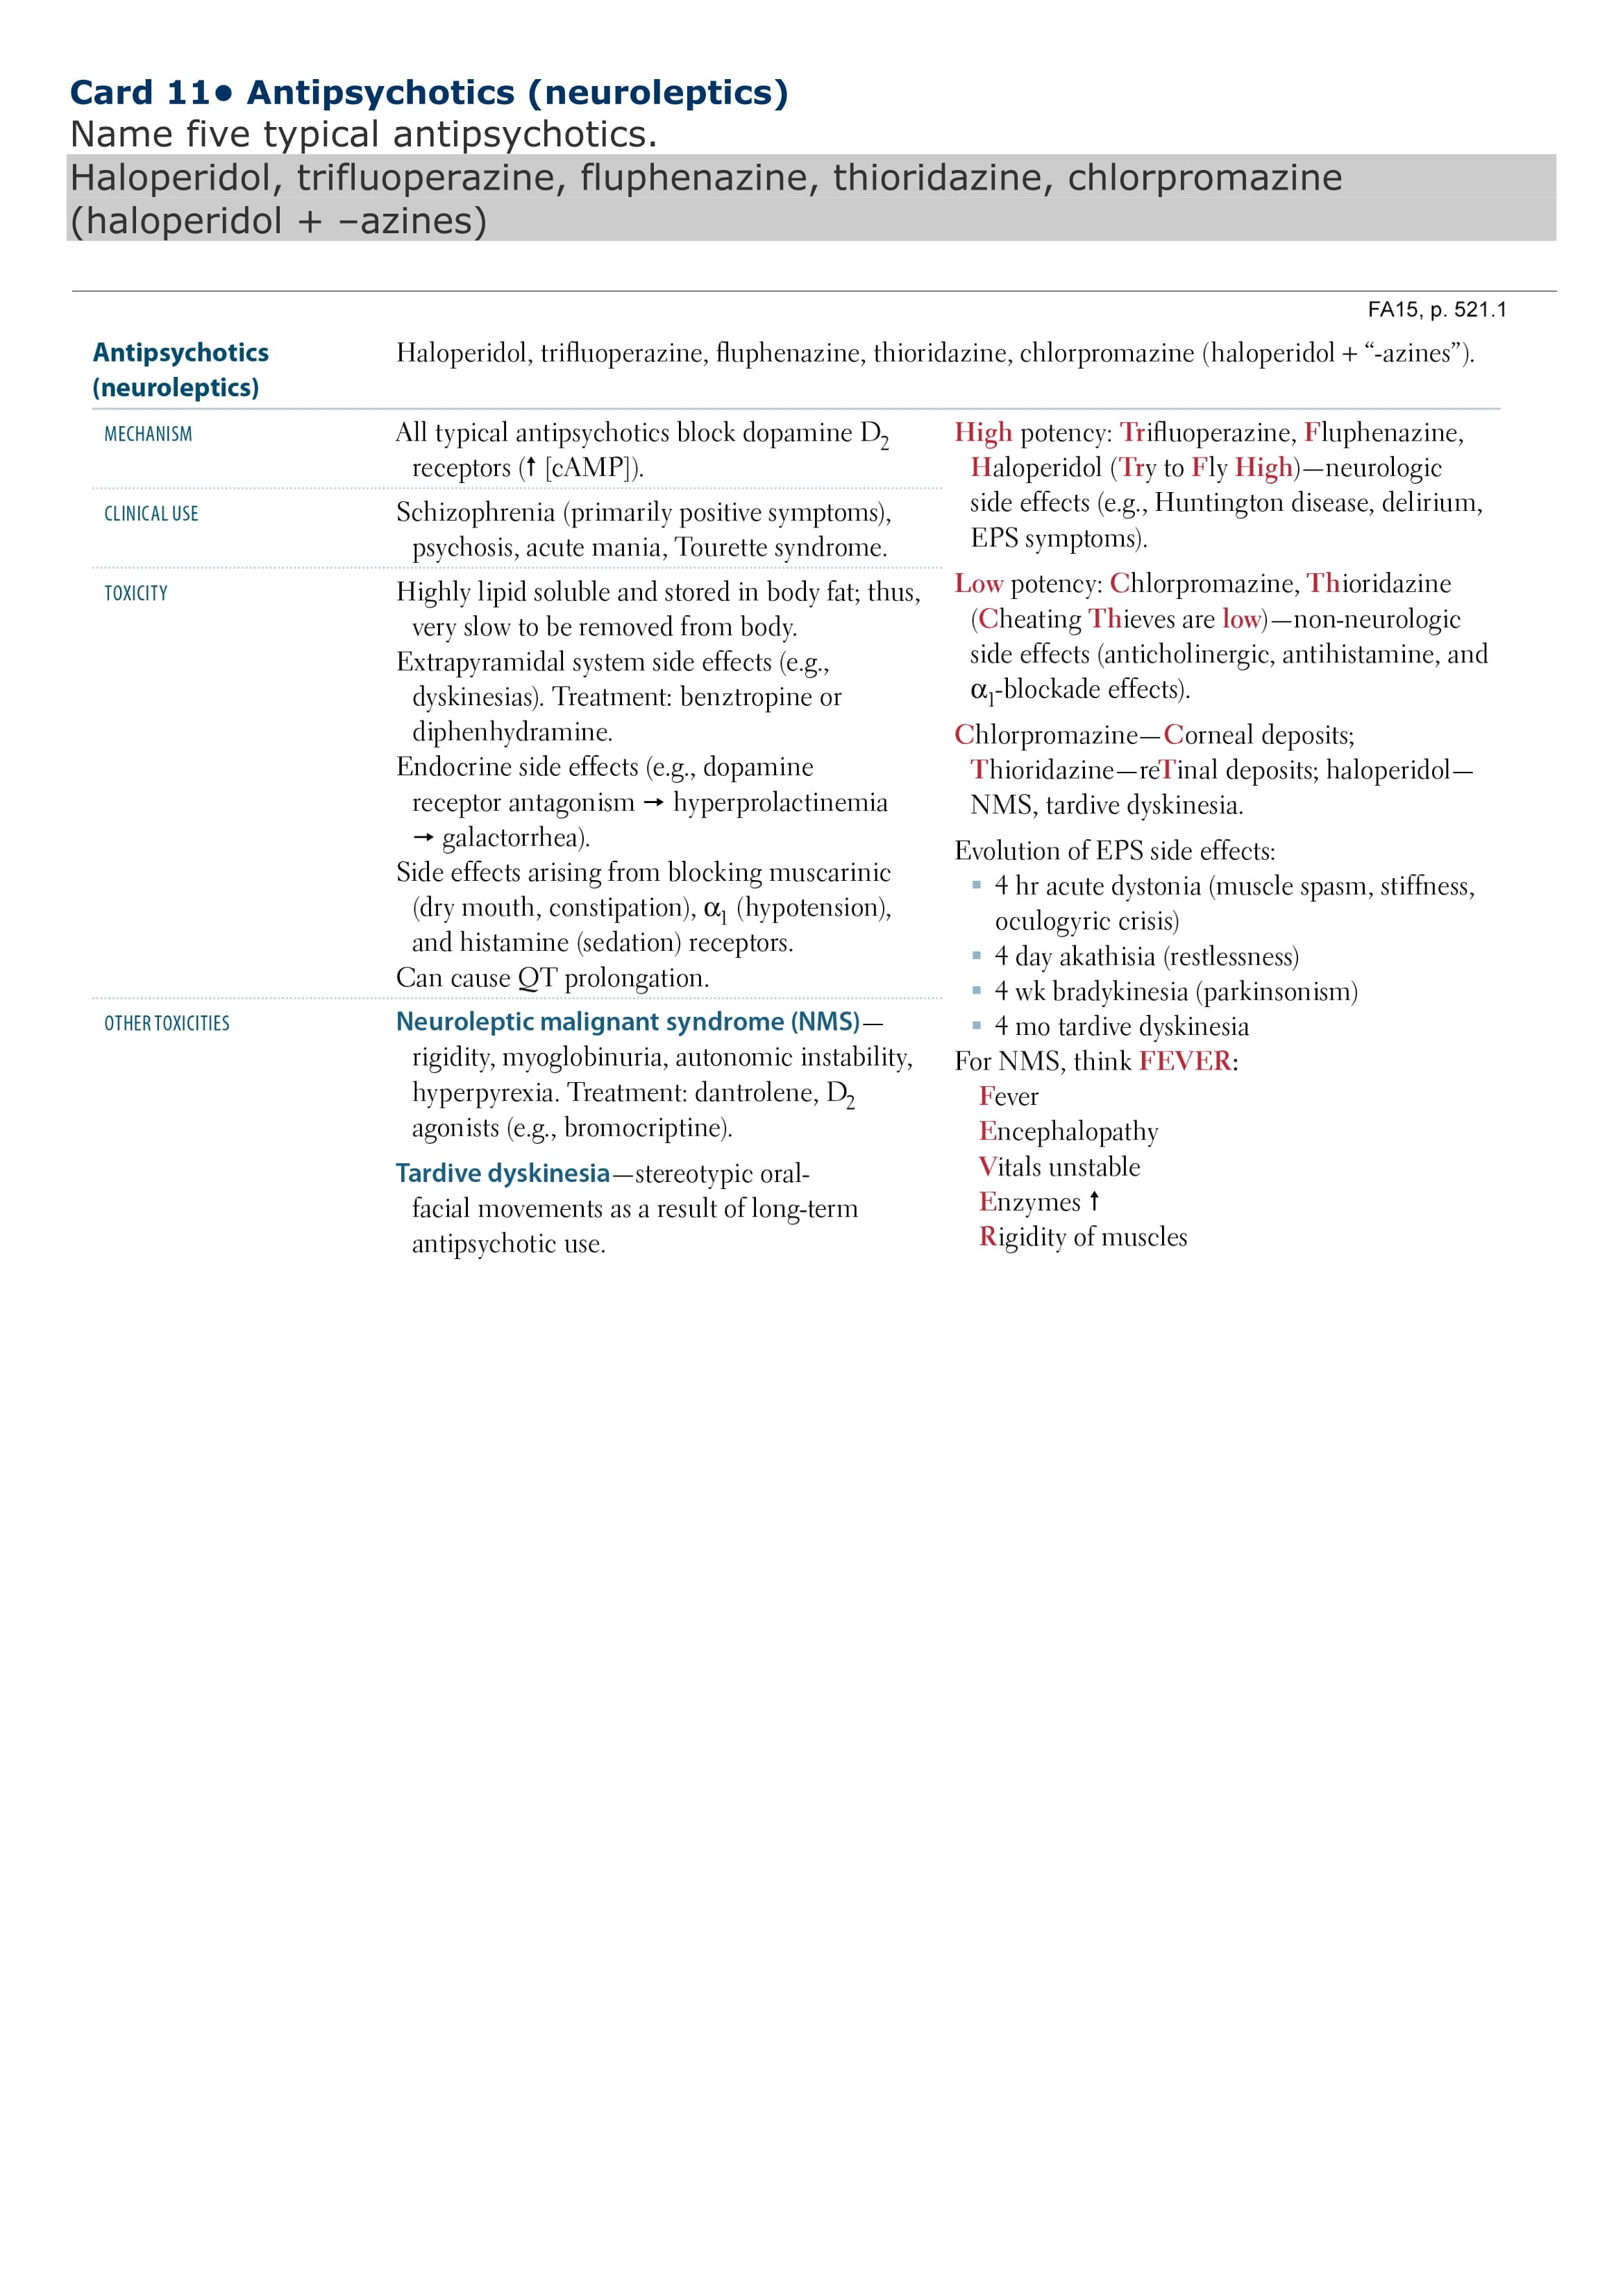 Card 11● Antipsychotics (neuroleptics)
Name five typical antipsychotics.
Haloperidol, trifluoperazine, fluphenazine, thioridazine, chlorpromazine
(haloperidol + –azines)
FA15, p. 521.1
Antipsychotics
(neuroleptics)
Haloperidol, trifluoperazine, fluphenazine, thioridazine, chlorpromazine (haloperidol + “-azines”).
MECHANISM
All typical antipsychotics block dopamine D₂
receptors (↑ [cAMP]).
CLINICAL USE
Schizophrenia (primarily positive symptoms),
psychosis, acute mania, Tourette syndrome.
TOXICITY
Highly lipid soluble and stored in body fat; thus,
very slow to be removed from body.
Extrapyramidal system side effects (e.g.,
dyskinesias). Treatment: benztropine or
diphenhydramine.
Endocrine side effects (e.g., dopamine
receptor antagonism → hyperprolactinemia
→ galactorrhea).
Side effects arising from blocking muscarinic
(dry mouth, constipation), α₁ (hypotension),
and histamine (sedation) receptors.
Can cause QT prolongation.
OTHER TOXICITIES
Neuroleptic malignant syndrome (NMS)—
rigidity, myoglobinuria, autonomic instability,
hyperpyrexia. Treatment: dantrolene, D₂
agonists (e.g., bromocriptine).
Tardive dyskinesia—stereotypic oral-
facial movements as a result of long-term
antipsychotic use.
High potency: Trifluoperazine, Fluphenazine,
Haloperidol (Try to Fly High)—neurologic
side effects (e.g., Huntington disease, delirium,
EPS symptoms).
Low potency: Chlorpromazine, Thioridazine
(Cheating Thieves are low)—non-neurologic
side effects (anticholinergic, antihistamine, and
α₁-blockade effects).
Chlorpromazine—Corneal deposits;
Thioridazine—reTinal deposits; haloperidol—
NMS, tardive dyskinesia.
Evolution of EPS side effects:
▪ 4 hr acute dystonia (muscle spasm, stiffness,
oculogyric crisis)
▪ 4 day akathisia (restlessness)
▪ 4 wk bradykinesia (parkinsonism)
▪ 4 mo tardive dyskinesia
For NMS, think FEVER:
Fever
Encephalopathy
Vitals unstable
Enzymes ↑
Rigidity of muscles